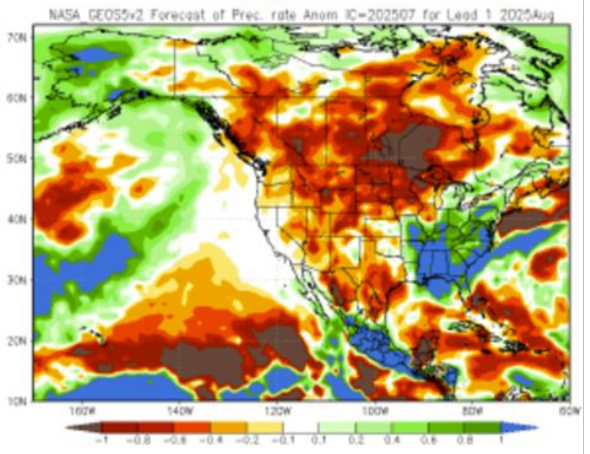 NASA_GEOS5v2 Forecast of Prec. rate Anom IC=202507 for Lead 1 2025Aug
70N
60N
50N
40N
30N
20N
10N
160W 140W 120W 100W 80W 60W
-1 -0.8 -0.6 -0.4 -0.2 -0.1 0.1 0.2 0.4 0.6 0.8 1